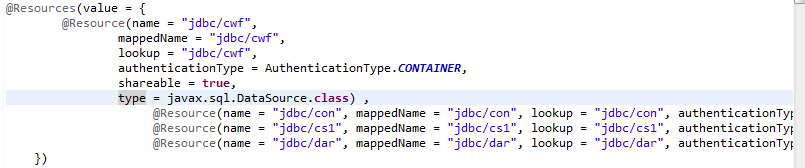 @Resources(value = {
@Resource(name = "jdbc/cwf",
mappedName = "jdbc/cwf",
lookup = "jdbc/cwf",
authenticationType = AuthenticationType.CONTAINER,
shareable = true,
type = javax.sql.DataSource.class) ,
@Resource(name = "jdbc/con", mappedName = "jdbc/con", lookup = "jdbc/con", authenticationTyp
@Resource(name = "jdbc/cs1", mappedName = "jdbc/cs1", lookup = "jdbc/cs1", authenticationTyp
@Resource(name = "jdbc/dar", mappedName = "jdbc/dar", lookup = "jdbc/dar", authenticationTyp
})